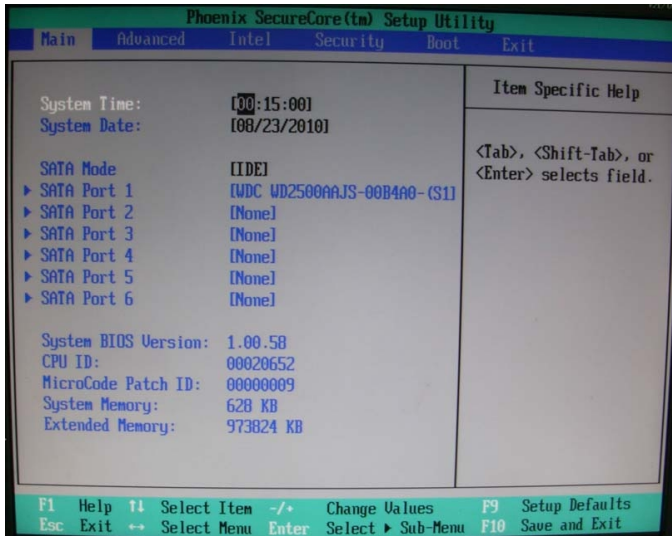 Phoenix SecureCore(tm) Setup Utility
Main Advanced Intel Security Boot Exit
Item Specific Help
System Time: [00:15:00]
System Date: [08/23/2010]
<Tab>, <Shift-Tab>, or
<Enter> selects field.
SATA Mode [IDE]
SATA Port 1 [WDC WD2500AAJS-00B4A0-(S1]
SATA Port 2 [None]
SATA Port 3 [None]
SATA Port 4 [None]
SATA Port 5 [None]
SATA Port 6 [None]
System BIOS Version: 1.00.58
CPU ID: 00020652
MicroCode Patch ID: 00000009
System Memory: 628 KB
Extended Memory: 973824 KB
F1 Help ↑↓ Select Item -/+ Change Values F9 Setup Defaults
Esc Exit ↔ Select Menu Enter Select ▶ Sub-Menu F10 Save and Exit